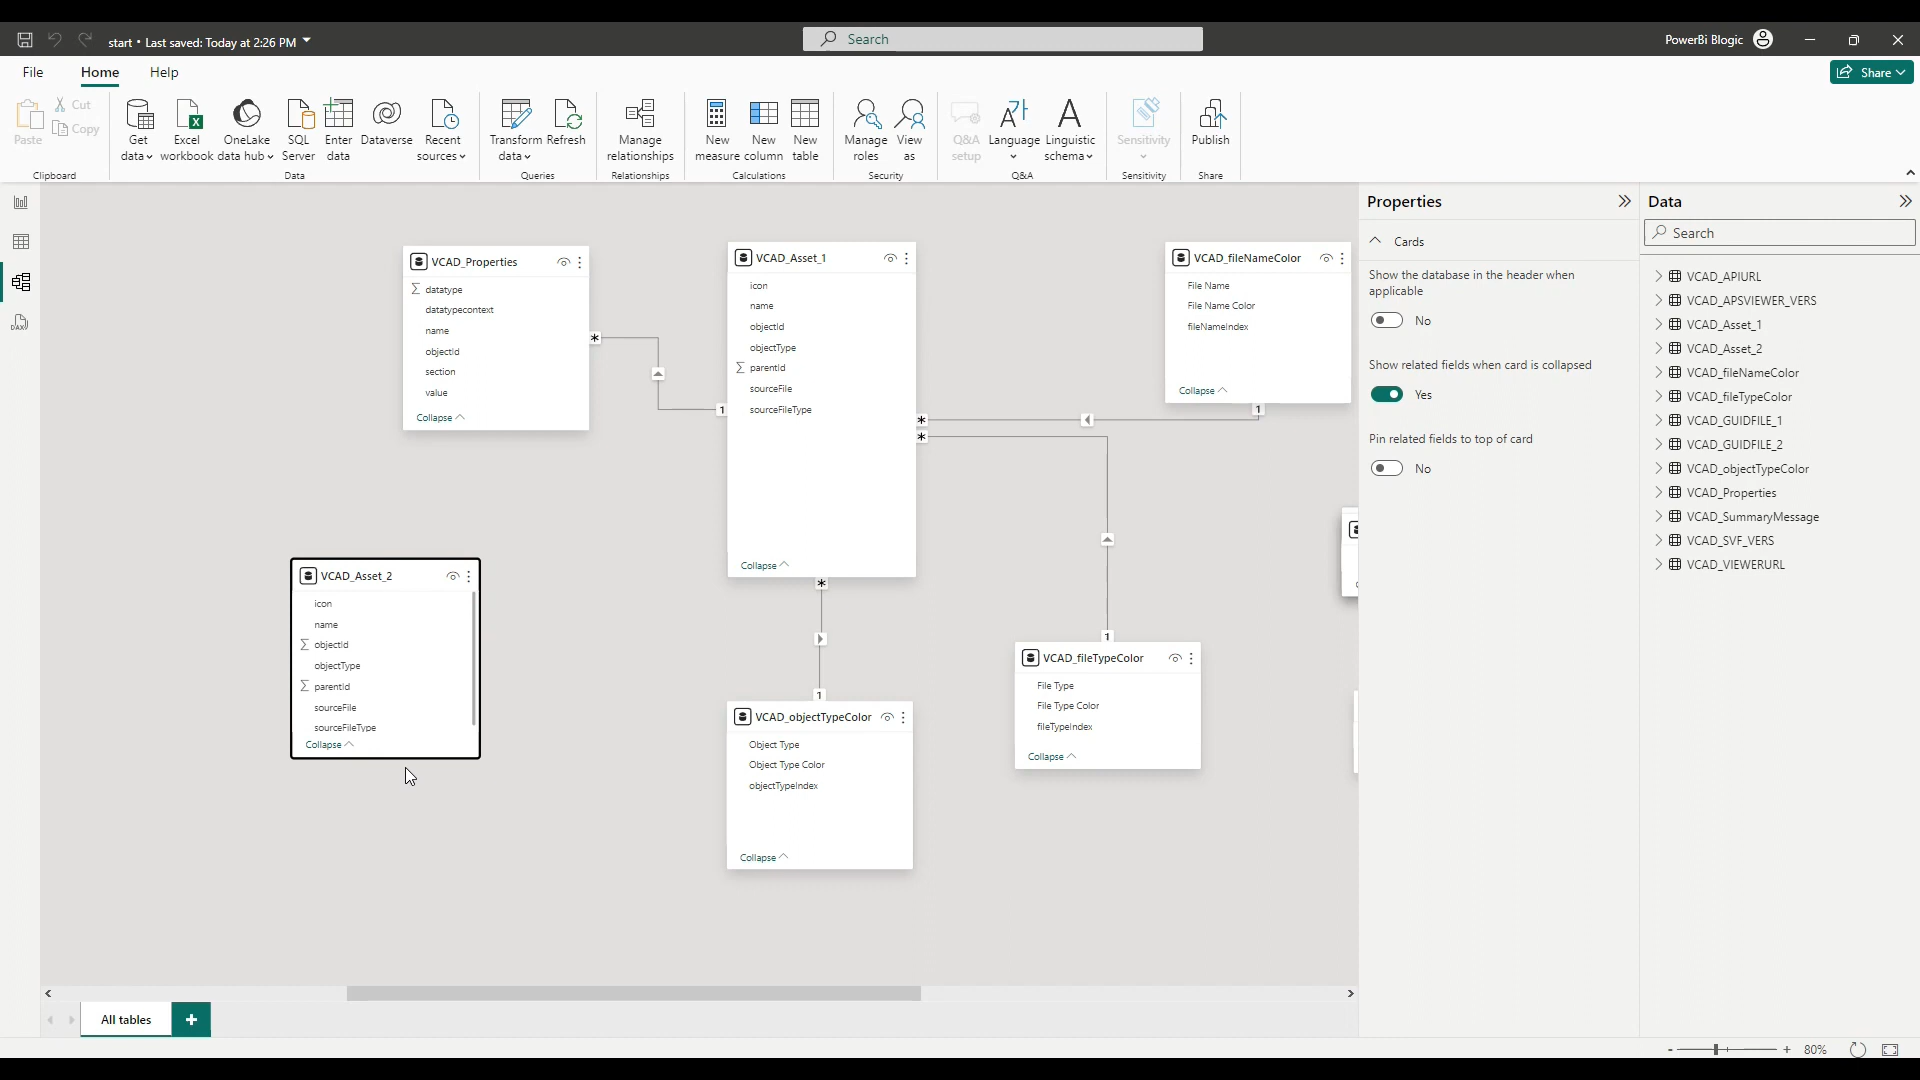 start • Last saved: Today at 2:26 PM
Search
PowerBi Blogic
File
Home
Help
Share
Paste
Cut
Copy
Clipboard
Get data
Excel workbook
OneLake data hub
SQL Server
Enter data
Dataverse
Recent sources
Data
Transform data
Refresh
Queries
Manage relationships
Relationships
New measure
New column
New table
Calculations
Manage roles
View as
Security
Q&A setup
Language
Linguistic schema
Q&A
Sensitivity
Sensitivity
Publish
Share
VCAD_Properties
datatype
datatypecontext
name
objectId
section
value
Collapse
*
1
VCAD_Asset_1
icon
name
objectId
objectType
parentId
sourceFile
sourceFileType
Collapse
*
*
*
1
VCAD_fileNameColor
File Name
File Name Color
fileNameIndex
Collapse
1
VCAD_Asset_2
icon
name
objectId
objectType
parentId
sourceFile
sourceFileType
Collapse
VCAD_objectTypeColor
Object Type
Object Type Color
objectTypeIndex
Collapse
1
VCAD_fileTypeColor
File Type
File Type Color
fileTypeIndex
Collapse
Properties
Cards
Show the database in the header when
applicable
No
Show related fields when card is collapsed
Yes
Pin related fields to top of card
No
Data
Search
VCAD_APIURL
VCAD_APSVIEWER_VERS
VCAD_Asset_1
VCAD_Asset_2
VCAD_fileNameColor
VCAD_fileTypeColor
VCAD_GUIDFILE_1
VCAD_GUIDFILE_2
VCAD_objectTypeColor
VCAD_Properties
VCAD_SummaryMessage
VCAD_SVF_VERS
VCAD_VIEWERURL
All tables
+
- + 80%